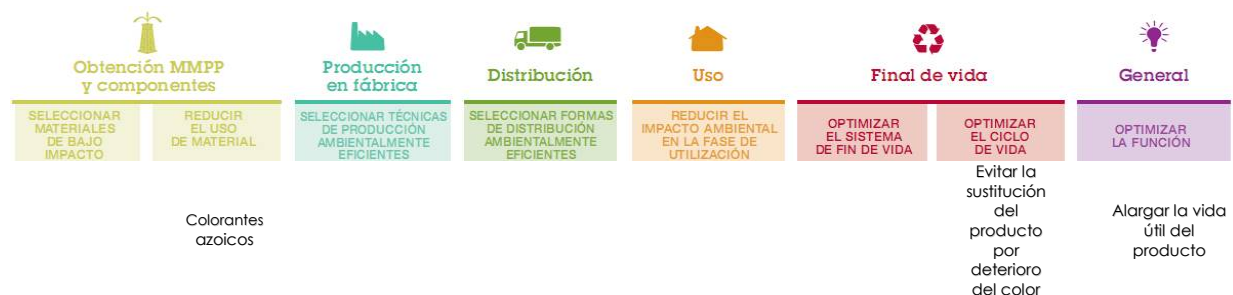 Obtención MMPP
y componentes
Producción
en fábrica
Distribución
Uso
Final de vida
General
SELECCIONAR
MATERIALES
DE BAJO
IMPACTO
REDUCIR
EL USO
DE MATERIAL
SELECCIONAR TÉCNICAS
DE PRODUCCIÓN
AMBIENTALMENTE
EFICIENTES
SELECCIONAR FORMAS
DE DISTRIBUCIÓN
AMBIENTALMENTE
EFICIENTES
REDUCIR EL
IMPACTO AMBIENTAL
EN LA FASE DE
UTILIZACIÓN
OPTIMIZAR
EL SISTEMA
DE FIN DE VIDA
OPTIMIZAR
EL CICLO
DE VIDA
OPTIMIZAR
LA FUNCIÓN
Colorantes
azoicos
Evitar la
sustitución
del
producto
por
deterioro
del color
Alargar la vida
útil del
producto